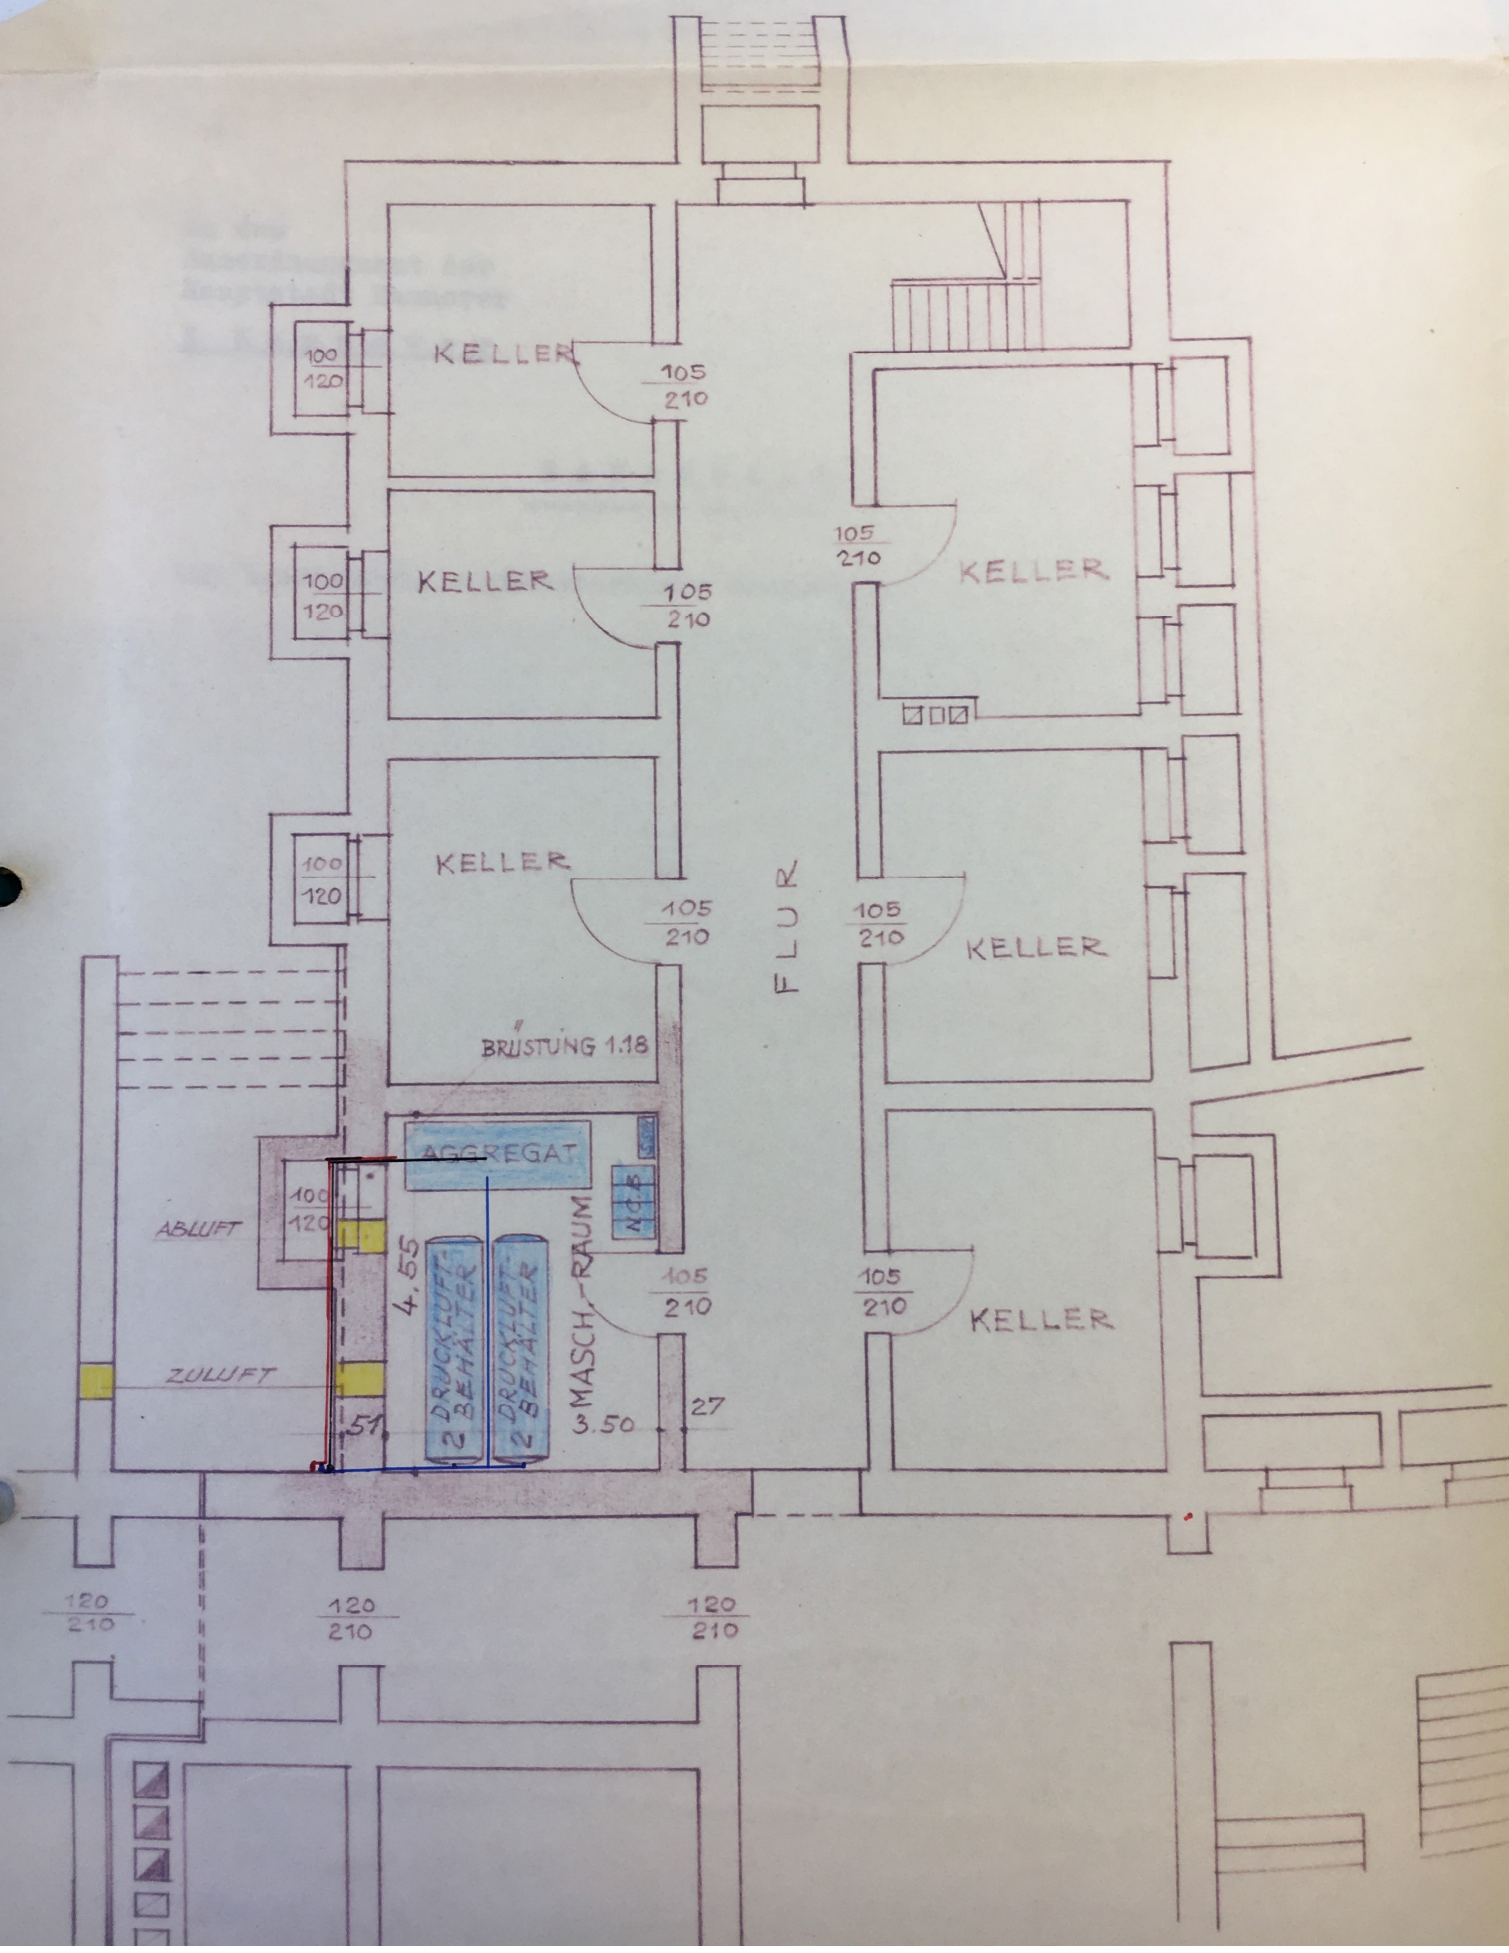 KELLER
100
120
105
210
105
210
KELLER
100
120
KELLER
105
210
KELLER
100
120
105
210
FLUR
105
210
KELLER
BRÜSTUNG 1.18
AGGREGAT
N.C.B
100
120
ABLUFT
4.55
2 DRUCKLUFT-
BEHÄLTER
2 DRUCKLUFT-
BEHÄLTER
MASCH.-RAUM
105
210
105
210
KELLER
ZULUFT
51
3.50
27
120
210
120
210
120
210